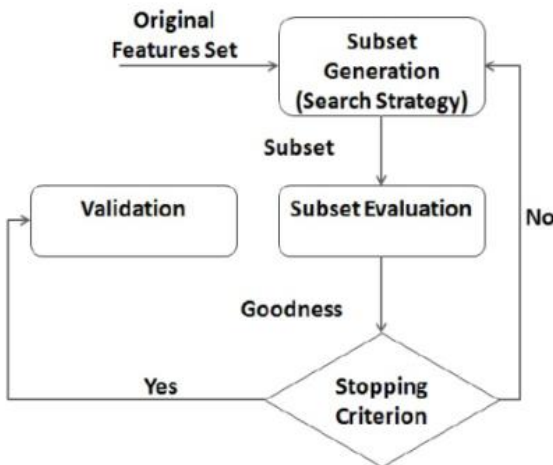 Original
Features Set
Subset
Generation
(Search Strategy)
Subset
Validation
Subset Evaluation
No
Goodness
Yes
Stopping
Criterion